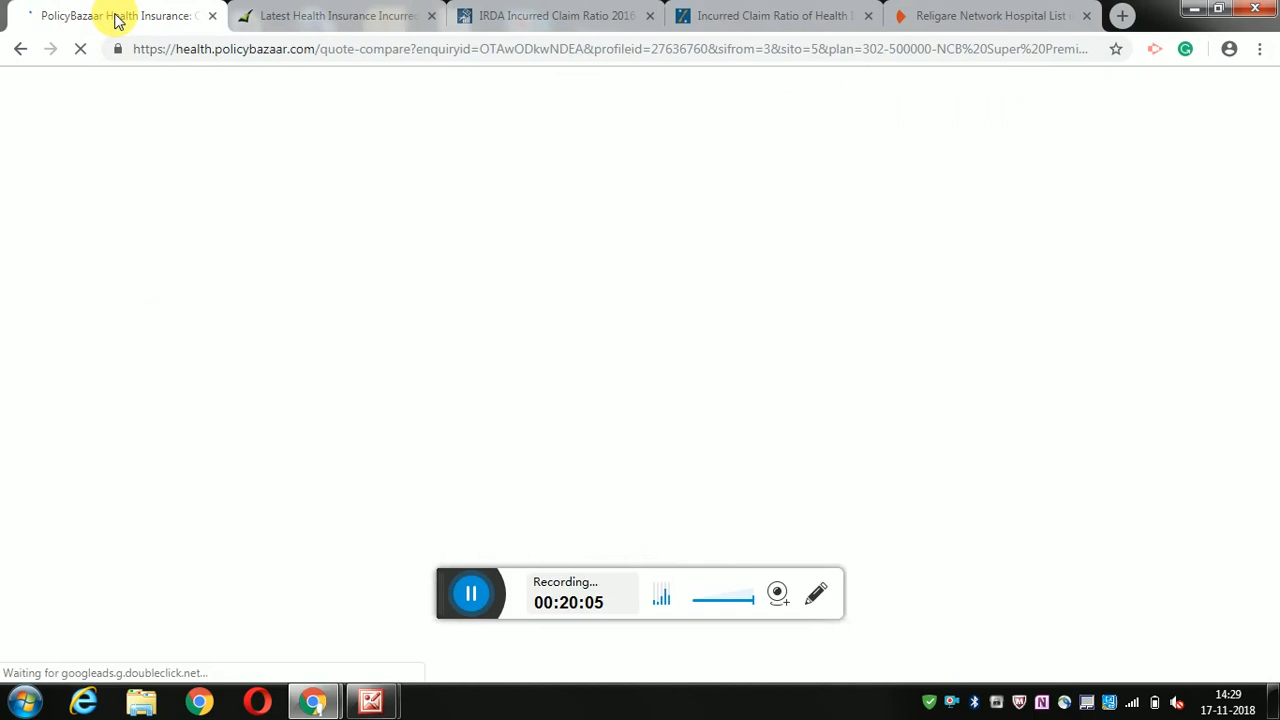 PolicyBazaar Health Insurance: C
Latest Health Insurance Incurred
IRDA Incurred Claim Ratio 2016
Incurred Claim Ratio of Health I
Religare Network Hospital List i
https://health.policybazaar.com/quote-compare?enquiryid=OTAwODkwNDEA&profileid=27636760&sifrom=3&sito=5&plan=302-500000-NCB%20Super%20Premi...
Recording...
00:20:05
Waiting for googleads.g.doubleclick.net...
14:29
17-11-2018